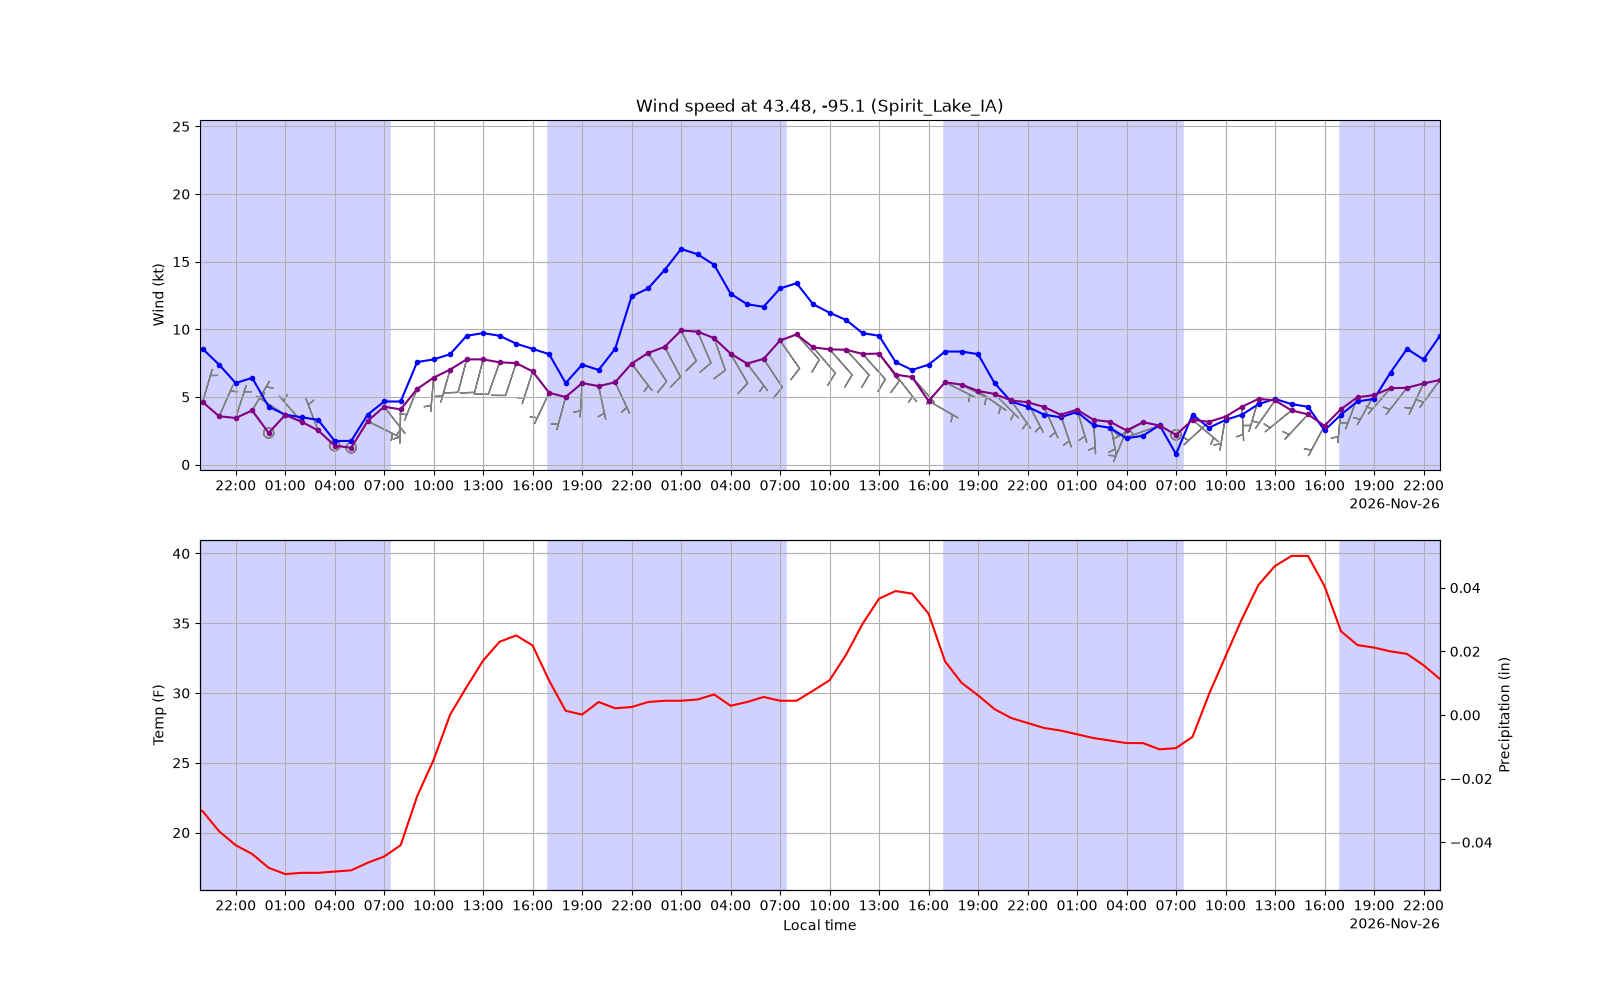 Wind speed at 43.48, -95.1 (Spirit_Lake_IA)
25
20
15
10
5
0
Wind (kt)
22:00 01:00 04:00 07:00 10:00 13:00 16:00 19:00 22:00 01:00 04:00 07:00 10:00 13:00 16:00 19:00 22:00 01:00 04:00 07:00 10:00 13:00 16:00 19:00 22:00
2026-Nov-26
40
35
30
25
20
Temp (F)
0.04
0.02
0.00
−0.02
−0.04
Precipitation (in)
22:00 01:00 04:00 07:00 10:00 13:00 16:00 19:00 22:00 01:00 04:00 07:00 10:00 13:00 16:00 19:00 22:00 01:00 04:00 07:00 10:00 13:00 16:00 19:00 22:00
Local time
2026-Nov-26